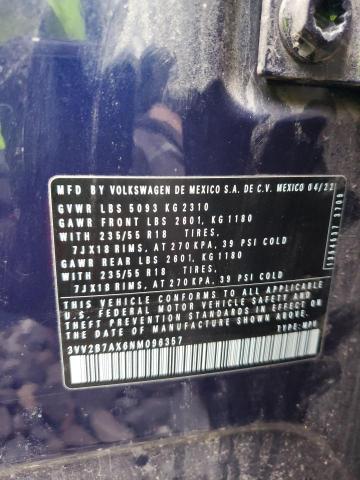 MFD BY VOLKSWAGEN DE MEXICO S.A. DE C.V. MEXICO 04/22
GVWR LBS 5093 KG 2310
GAWR FRONT LBS 2601, KG 1180
WITH 235/55 R18 TIRES,
7JX18 RIMS, AT 270 KPA, 39 PSI COLD
GAWR REAR LBS 2601, KG 1180
WITH 235/55 R18 TIRES,
7JX18 RIMS, AT 270 KPA, 39 PSI COLD
THIS VEHICLE CONFORMS TO ALL APPLICABLE
U.S. FEDERAL MOTOR VEHICLE SAFETY AND
THEFT PREVENTION STANDARDS IN EFFECT ON
THE DATE OF MANUFACTURE SHOWN ABOVE.
3VV2B7AX6NM096357 TYPE: MPV